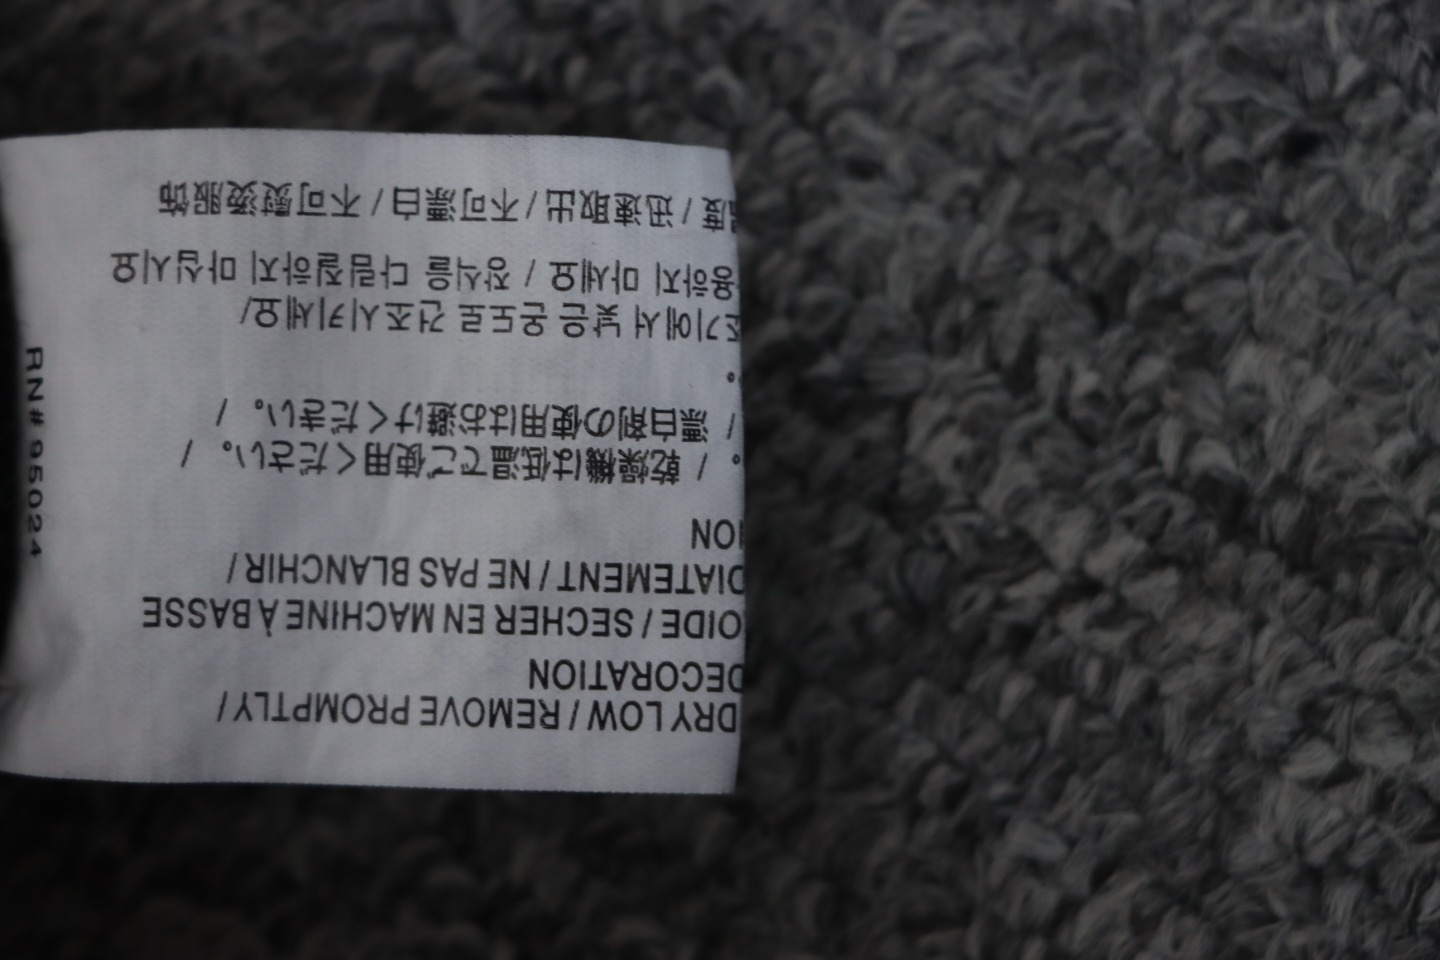 DRY LOW / REMOVE PROMPTLY /
DECORATION
OIDE / SECHER EN MACHINE À BASSE
DIATEMENT / NE PAS BLANCHIR /
ION
。 / 乾燥機は低温でご使用ください。 /
/ 漂白剤の使用はお避けください。 /
。
조기에서 낮은 온도로 건조시키세요/
용하지 마세요 / 장식을 다림질하지 마십시오
温度 / 迅速取出 / 不可漂白 / 不可熨烫服饰
RN# 95024